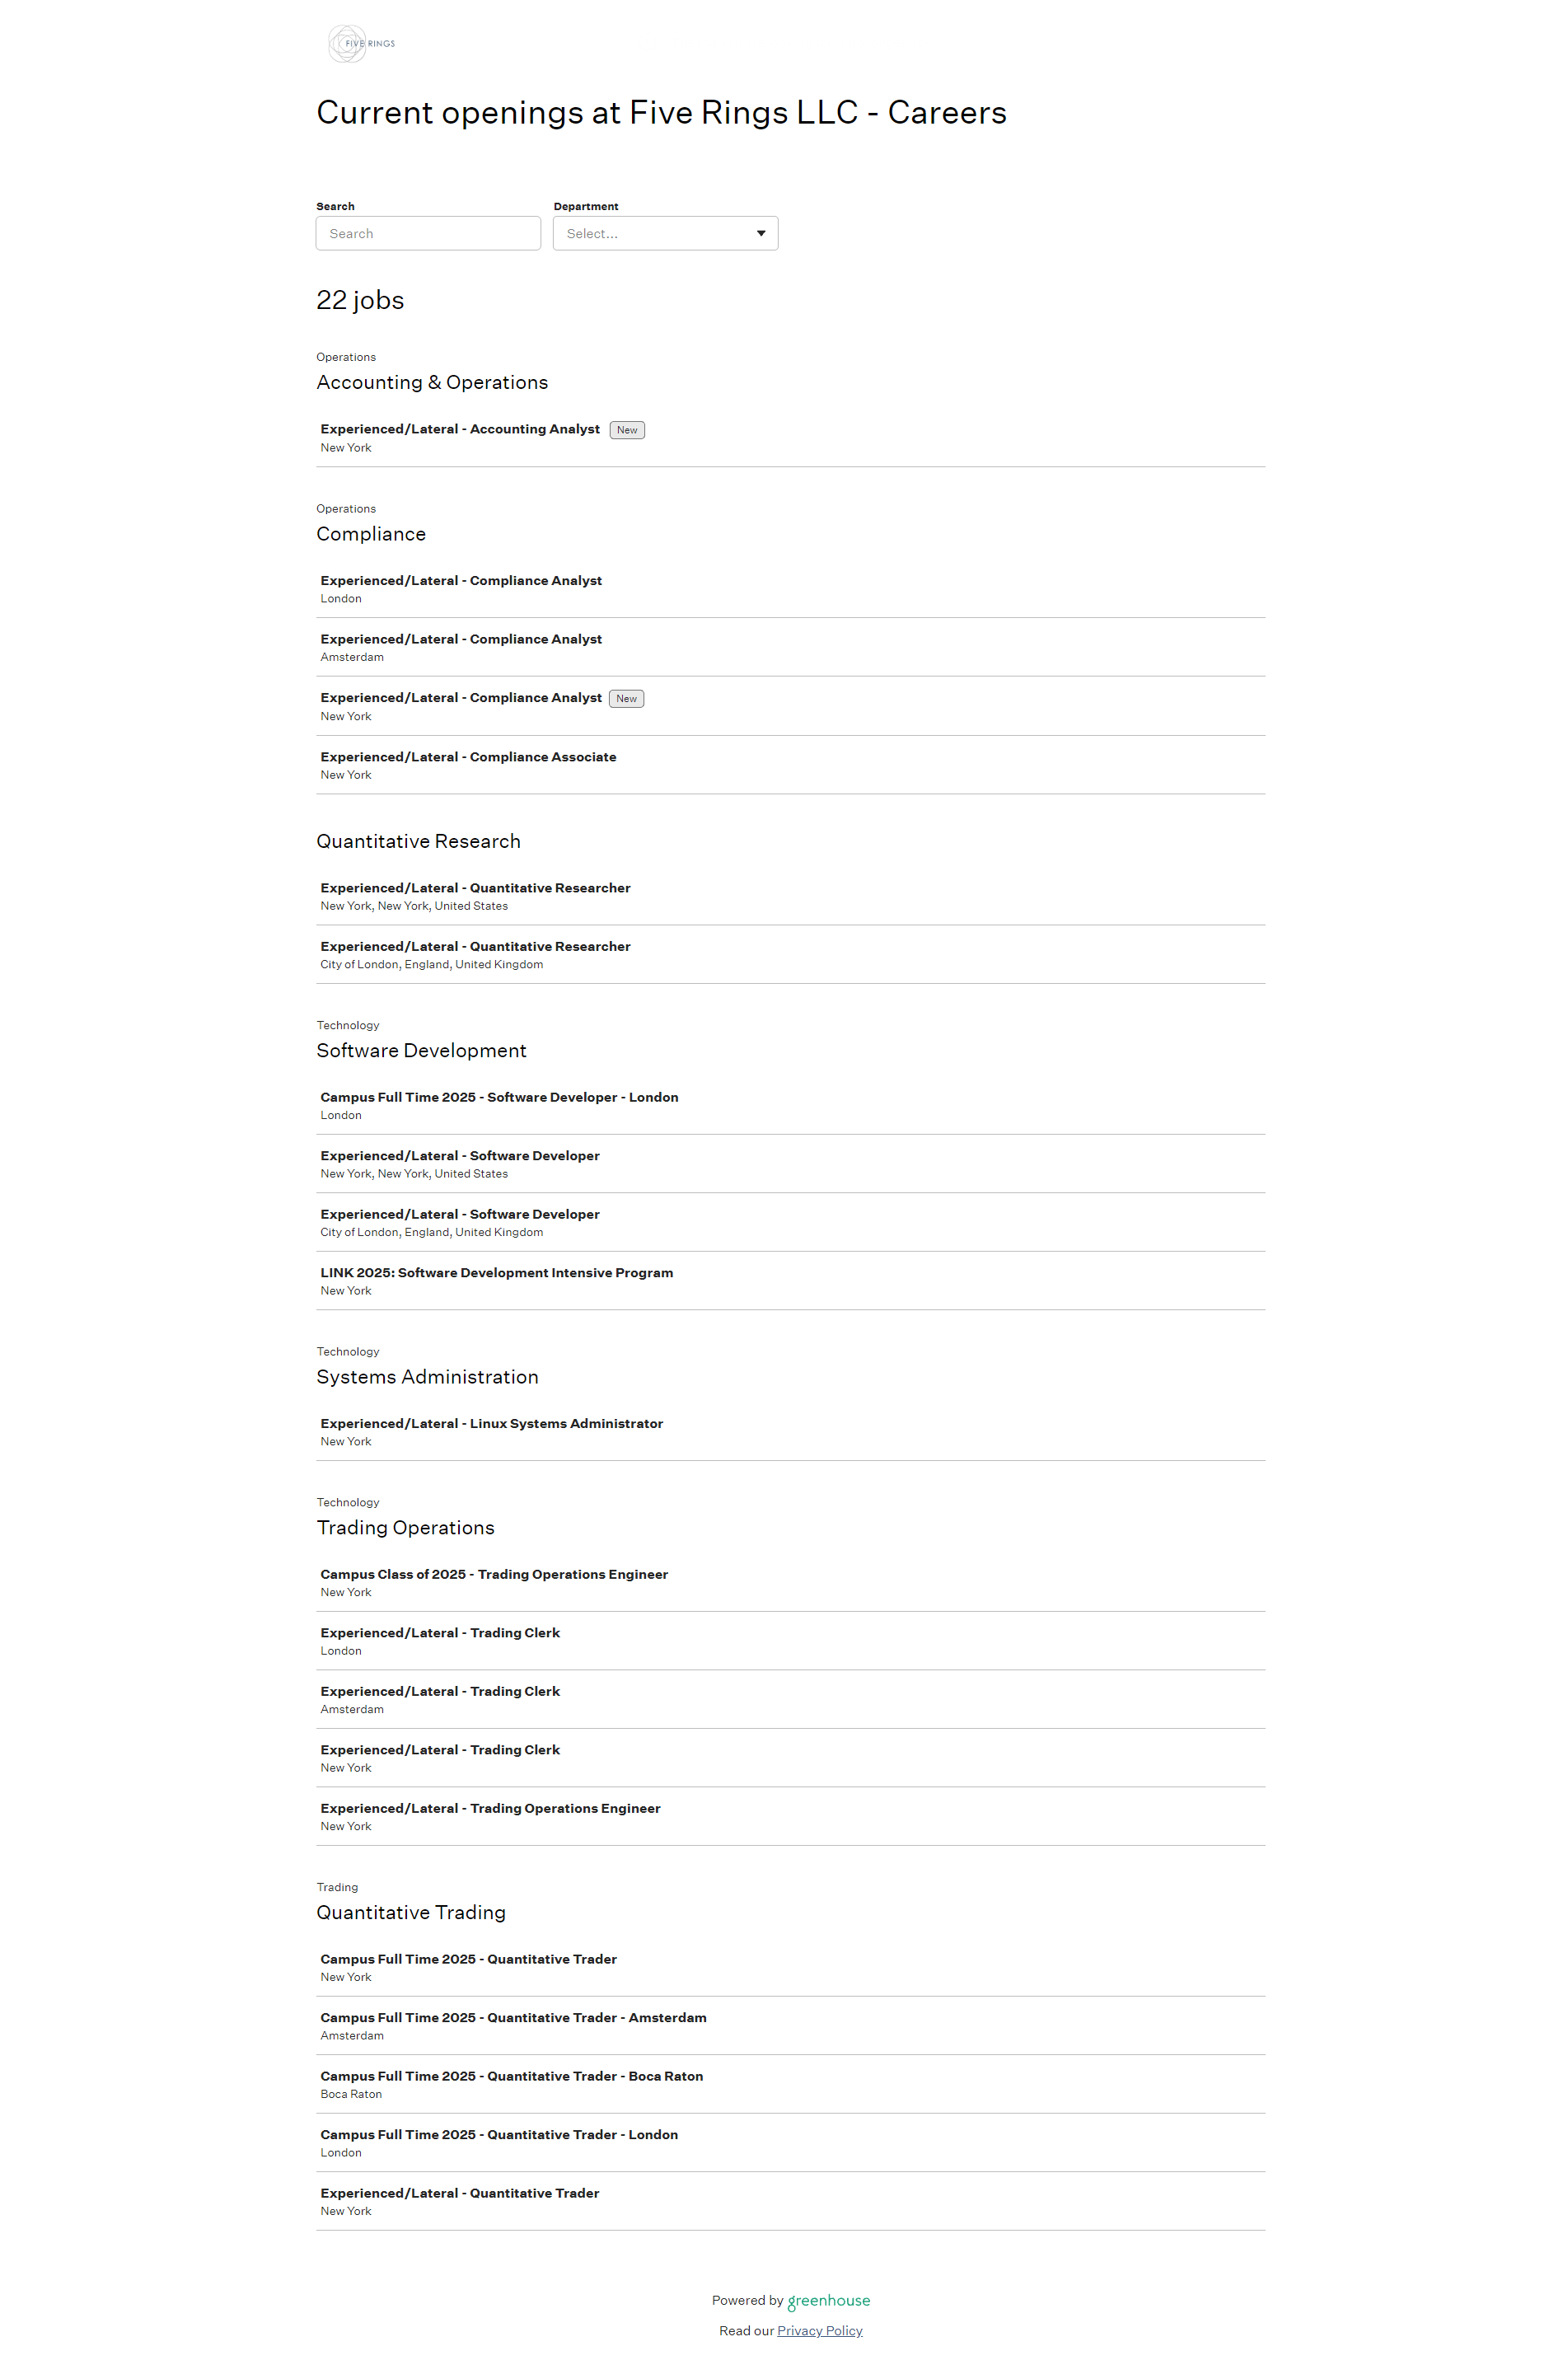 FIVE RINGS
Current openings at Five Rings LLC - Careers
Search
Department
Search
Select...
22 jobs
Operations
Accounting & Operations
Experienced/Lateral - Accounting Analyst New
New York
Operations
Compliance
Experienced/Lateral - Compliance Analyst
London
Experienced/Lateral - Compliance Analyst
Amsterdam
Experienced/Lateral - Compliance Analyst New
New York
Experienced/Lateral - Compliance Associate
New York
Quantitative Research
Experienced/Lateral - Quantitative Researcher
New York, New York, United States
Experienced/Lateral - Quantitative Researcher
City of London, England, United Kingdom
Technology
Software Development
Campus Full Time 2025 - Software Developer - London
London
Experienced/Lateral - Software Developer
New York, New York, United States
Experienced/Lateral - Software Developer
City of London, England, United Kingdom
LINK 2025: Software Development Intensive Program
New York
Technology
Systems Administration
Experienced/Lateral - Linux Systems Administrator
New York
Technology
Trading Operations
Campus Class of 2025 - Trading Operations Engineer
New York
Experienced/Lateral - Trading Clerk
London
Experienced/Lateral - Trading Clerk
Amsterdam
Experienced/Lateral - Trading Clerk
New York
Experienced/Lateral - Trading Operations Engineer
New York
Trading
Quantitative Trading
Campus Full Time 2025 - Quantitative Trader
New York
Campus Full Time 2025 - Quantitative Trader - Amsterdam
Amsterdam
Campus Full Time 2025 - Quantitative Trader - Boca Raton
Boca Raton
Campus Full Time 2025 - Quantitative Trader - London
London
Experienced/Lateral - Quantitative Trader
New York
Powered by greenhouse
Read our Privacy Policy